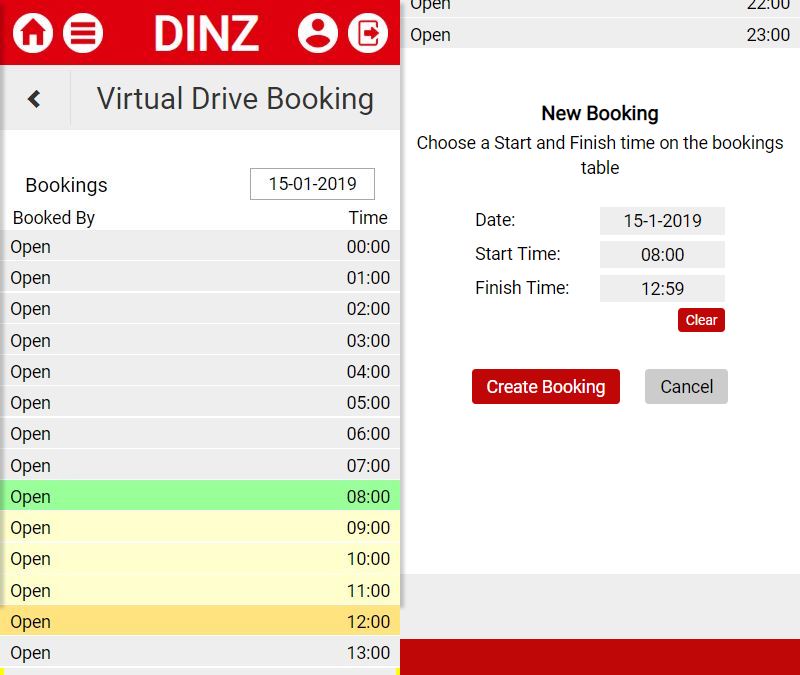 DINZ
Virtual Drive Booking
Bookings 15-01-2019
Booked By Time
Open 00:00
Open 01:00
Open 02:00
Open 03:00
Open 04:00
Open 05:00
Open 06:00
Open 07:00
Open 08:00
Open 09:00
Open 10:00
Open 11:00
Open 12:00
Open 13:00
Open 22:00
Open 23:00
New Booking
Choose a Start and Finish time on the bookings
table
Date: 15-1-2019
Start Time: 08:00
Finish Time: 12:59
Clear
Create Booking Cancel